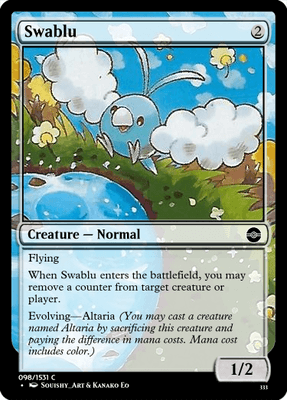 Swablu 2
Creature — Normal
Flying
When Swablu enters the battlefield, you may
remove a counter from target creature or
player.
Evolving—Altaria (You may cast a creature
named Altaria by sacrificing this creature and
paying the difference in mana costs. Mana cost
includes color.)
1/2
098/1531 C
• Squishy_Art & Kanako Eo
333